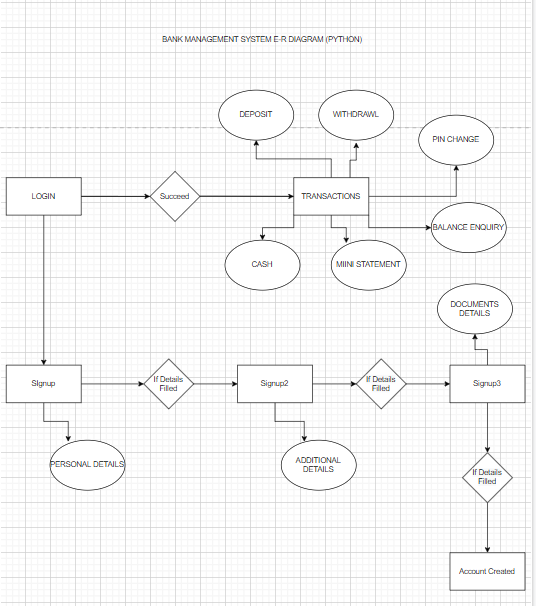 BANK MANAGEMENT SYSTEM E-R DIAGRAM (PYTHON)
DEPOSIT
WITHDRAWL
PIN CHANGE
LOGIN
Succeed
TRANSACTIONS
BALANCE ENQUIRY
CASH
MIINI STATEMENT
DOCUMENTS
DETAILS
SIgnup
If Details
Filled
Signup2
If Details
Filled
Signup3
PERSONAL DETAILS
ADDITIONAL
DETAILS
If Details
Filled
Account Created